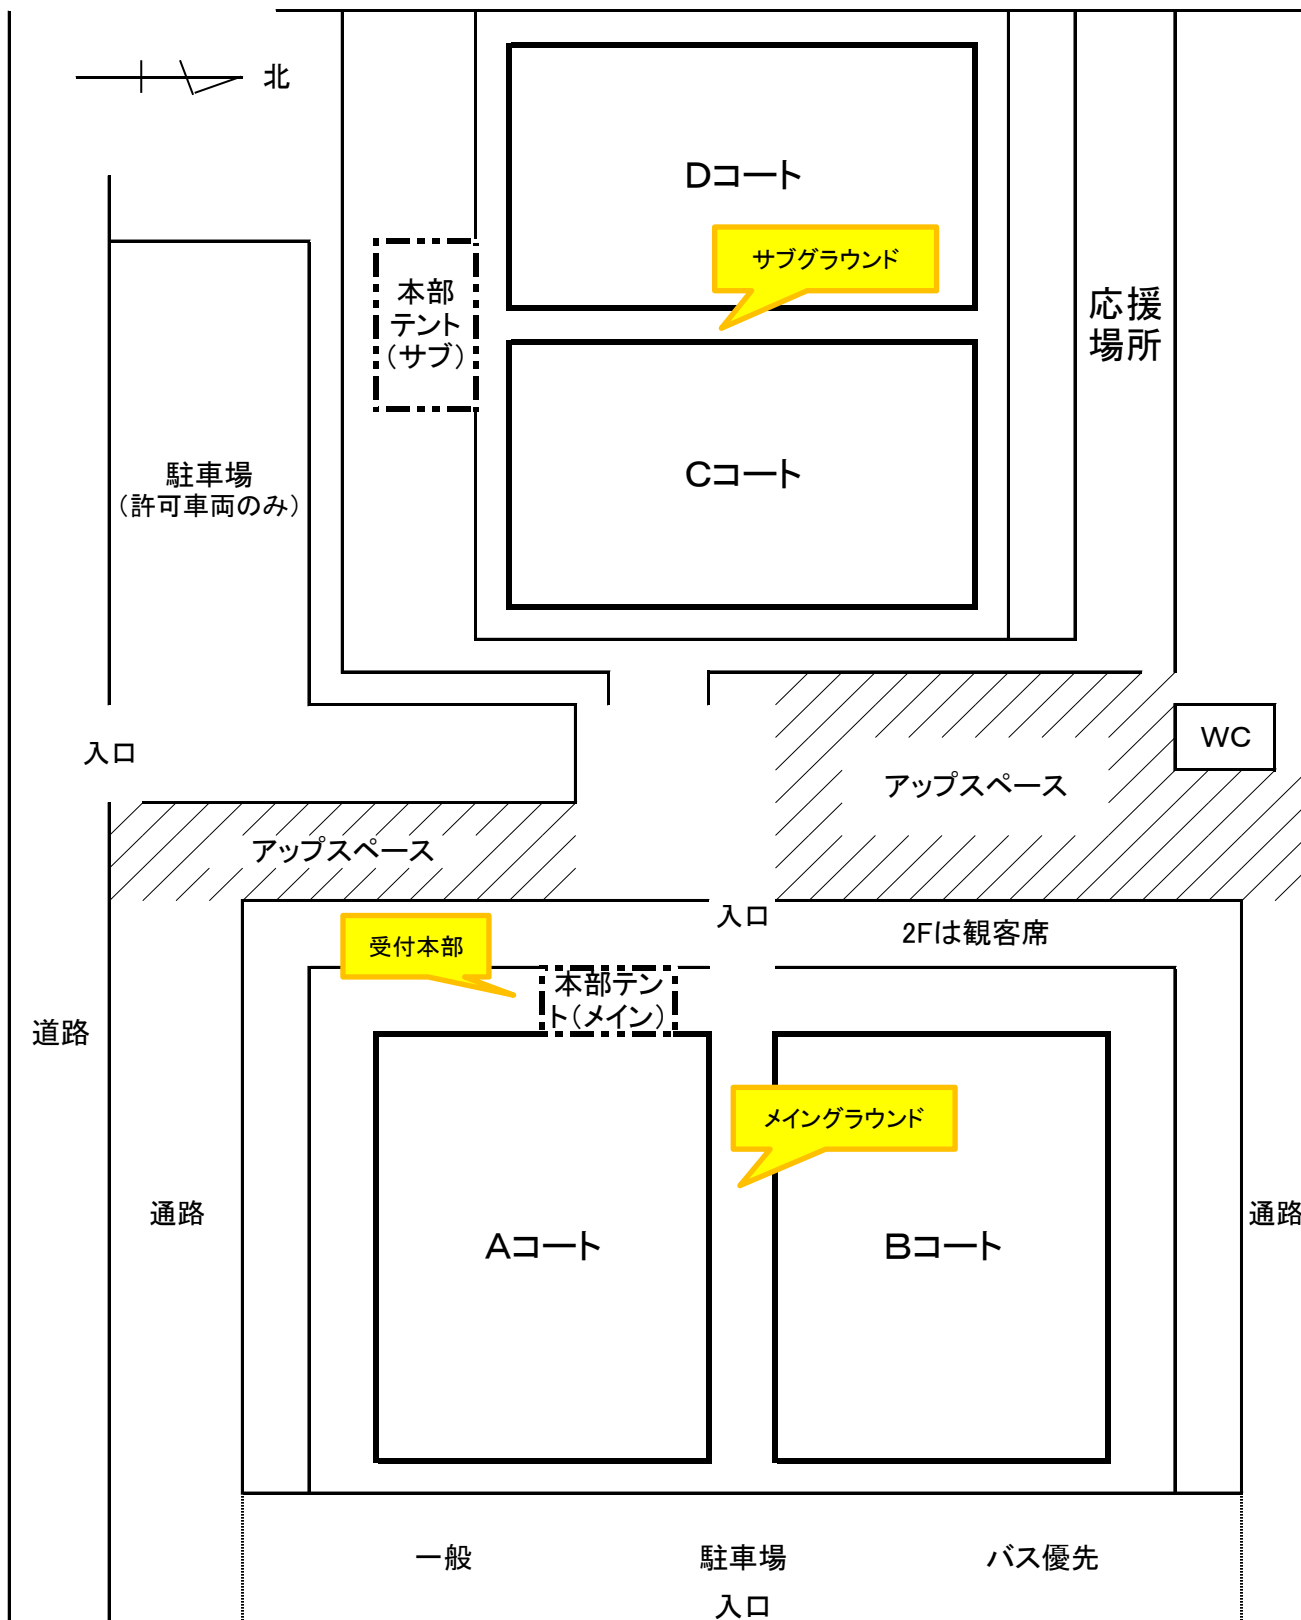 北
Dコート
サブグラウンド
本部
テント
（サブ）
応援
場所
駐車場
（許可車両のみ）
Cコート
入口
WC
アップスペース
アップスペース
入口
2Fは観客席
受付本部
本部テン
ト（メイン）
道路
メイングラウンド
通路
Aコート
Bコート
通路
一般
駐車場
バス優先
入口